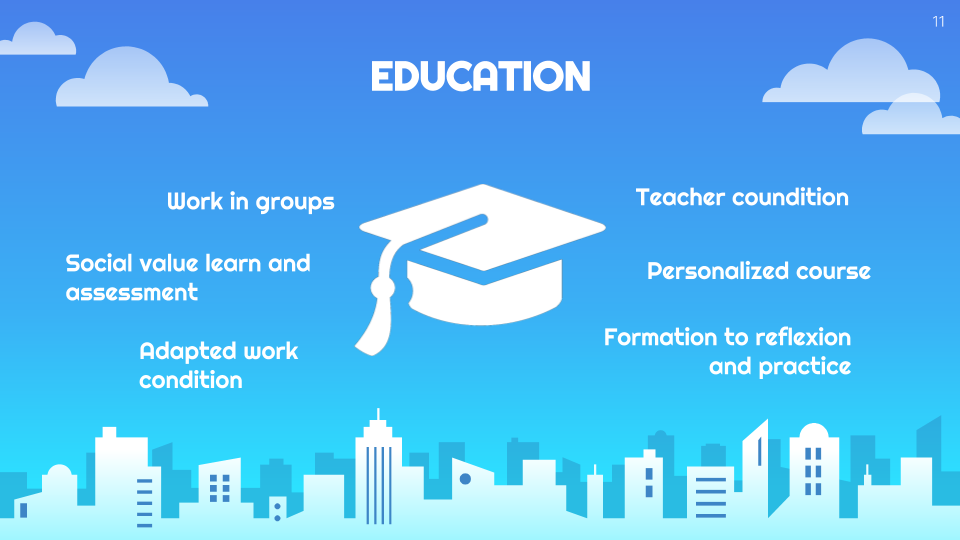 11
EDUCATION
Work in groups
Social value learn and
assessment
Adapted work
condition
Teacher coundition
Personalized course
Formation to reflexion
and practice